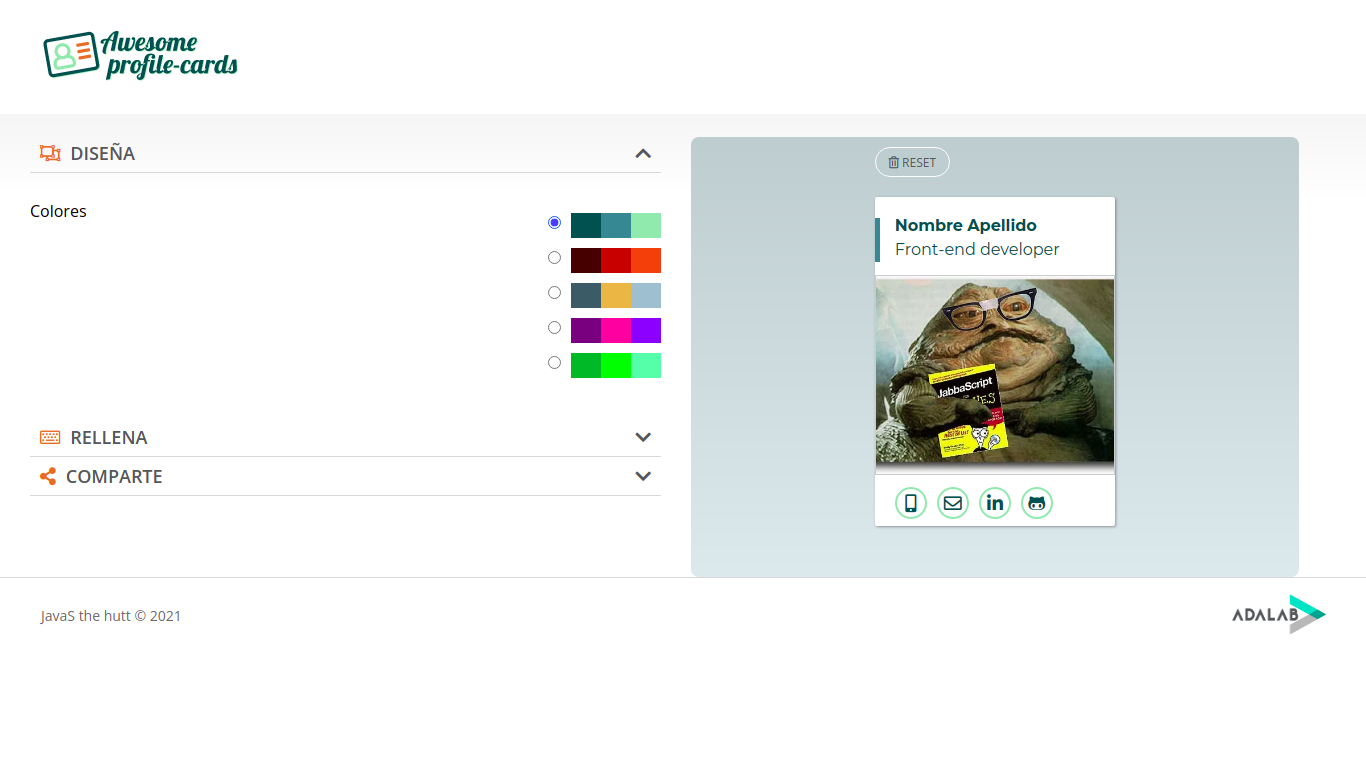 Awesome
profile-cards
DISEÑA
Colores
RELLENA
COMPARTE
RESET
Nombre Apellido
Front-end developer
JabbaScript
in
JavaS the hutt © 2021
ADALAB